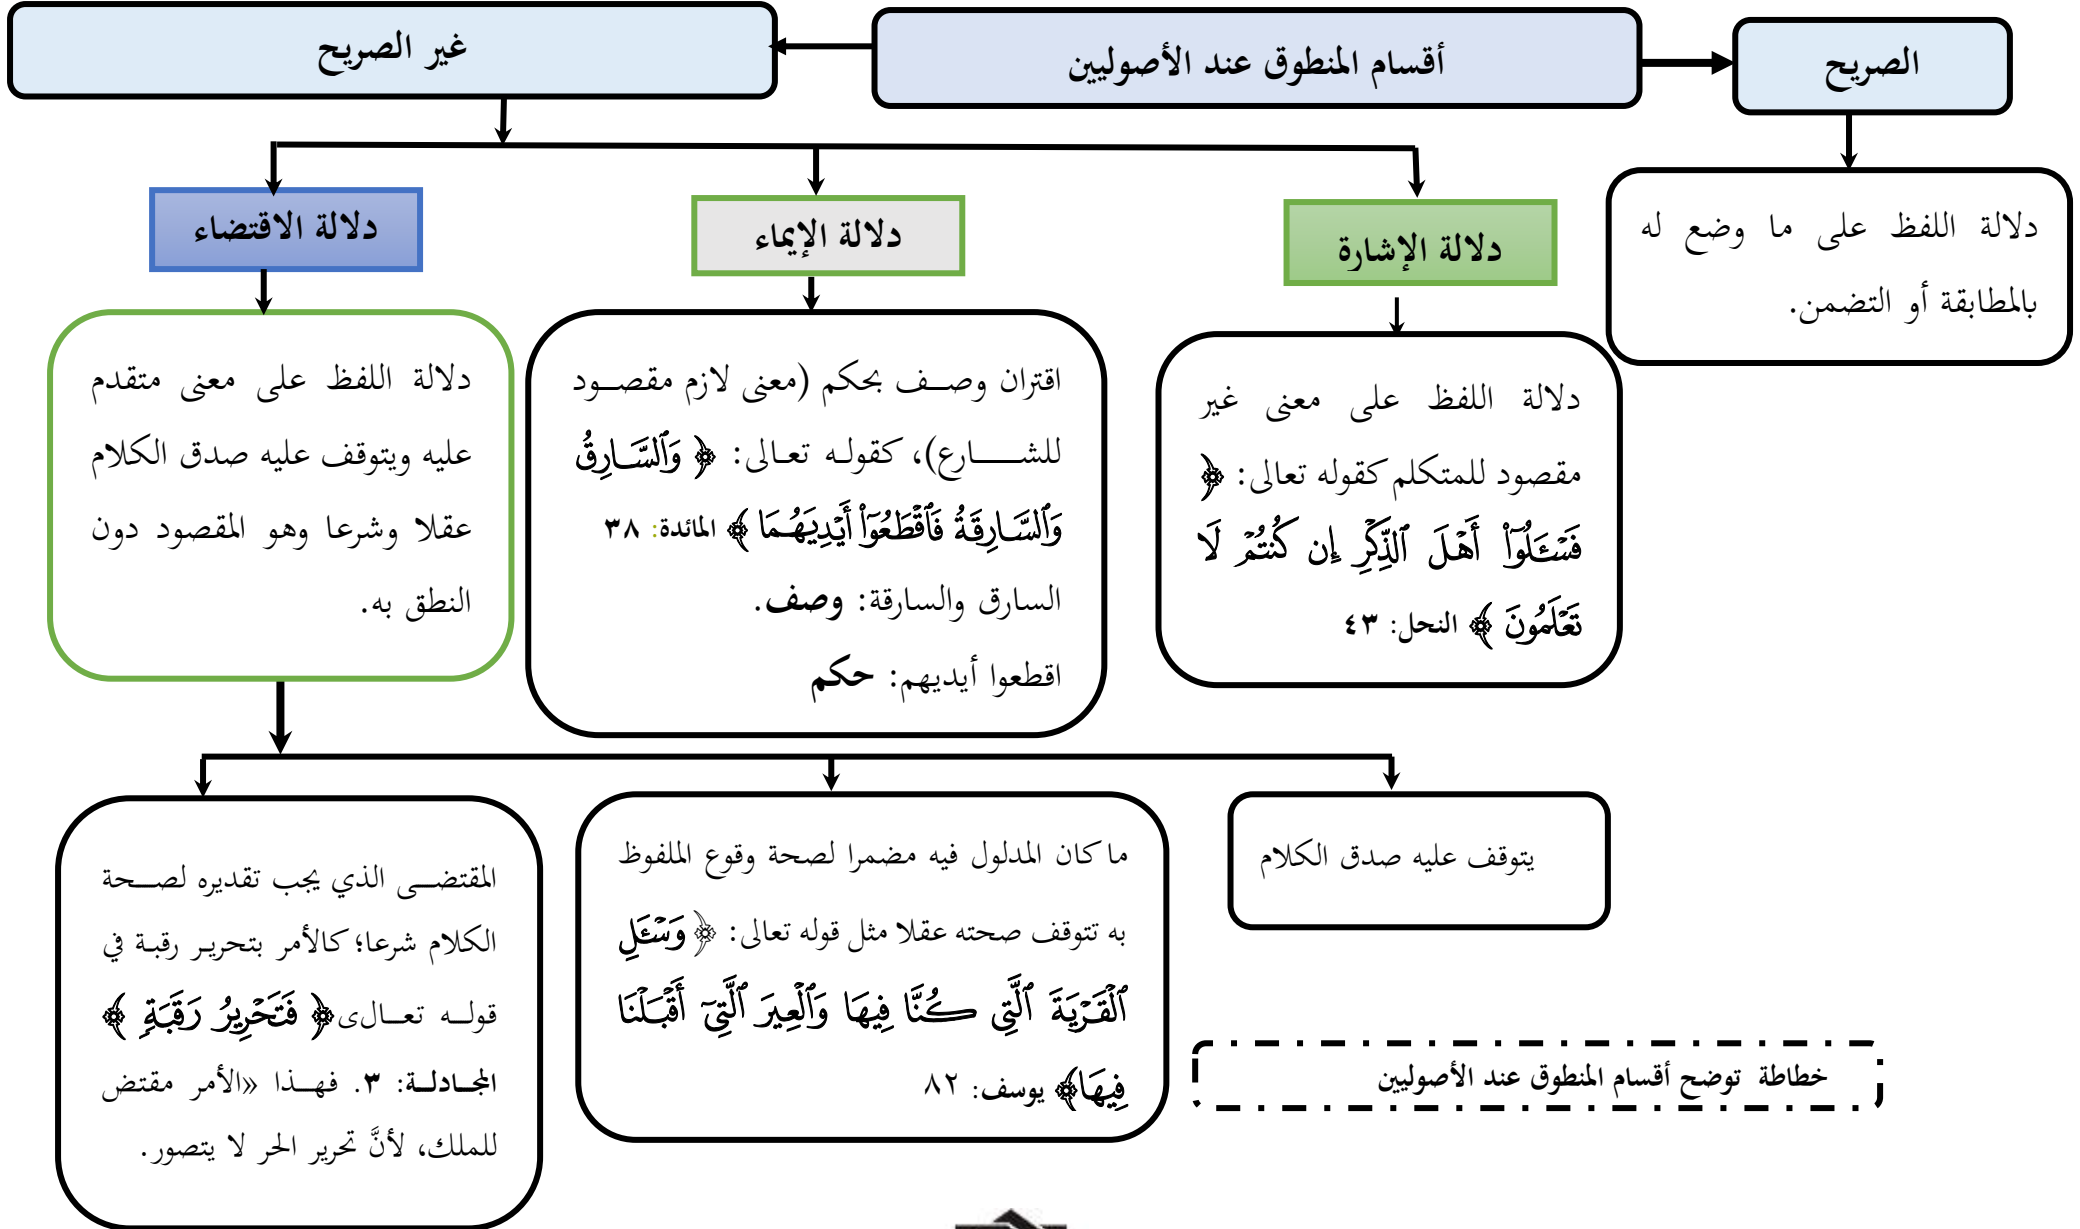 أقسام المنطوق عند الأصوليين
الصريح
غير الصريح
دلالة اللفظ على ما وضع له
بالمطابقة أو التضمن.
دلالة الإشارة
دلالة الإيماء
دلالة الاقتضاء
دلالة اللفظ على معنى غير
مقصود للمتكلم كقوله تعالى: ﴿
فَسْـَٔلُوٓا۟ أَهْلَ ٱلذِّكْرِ إِن كُنتُمْ لَا
تَعْلَمُونَ ﴾ النحل: ٤٣
اقتران وصف بحكم (معنى لازم مقصود
للشارع)، كقوله تعالى: ﴿ وَٱلسَّارِقُ
وَٱلسَّارِقَةُ فَٱقْطَعُوٓا۟ أَيْدِيَهُمَا ﴾ المائدة: ٣٨
السارق والسارقة: وصف.
اقطعوا أيديهم: حكم
دلالة اللفظ على معنى متقدم
عليه ويتوقف عليه صدق الكلام
عقلا وشرعا وهو المقصود دون
النطق به.
يتوقف عليه صدق الكلام
ما كان المدلول فيه مضمرا لصحة وقوع الملفوظ
به تتوقف صحته عقلا مثل قوله تعالى: ﴿ وَسْـَٔلِ
ٱلْقَرْيَةَ ٱلَّتِى كُنَّا فِيهَا وَٱلْعِيرَ ٱلَّتِىٓ أَقْبَلْنَا
فِيهَا﴾ يوسف: ٨٢
المقتضى الذي يجب تقديره لصحة
الكلام شرعا؛ كالأمر بتحرير رقبة في
قوله تعالى﴿ فَتَحْرِيرُ رَقَبَةٍ ﴾
المجادلة: ٣. فهذا «الأمر مقتض
للملك، لأنَّ تحرير الحر لا يتصور.
خطاطة توضح أقسام المنطوق عند الأصوليين